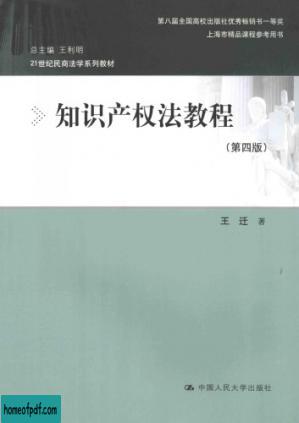 第八届全国高校出版社优秀畅销书一等奖
上海市精品课程参考用书
总主编 王利明
21世纪民商法学系列教材
知识产权法教程
（第四版）
王 迁 著
中国人民大学出版社
homeofpdf.com